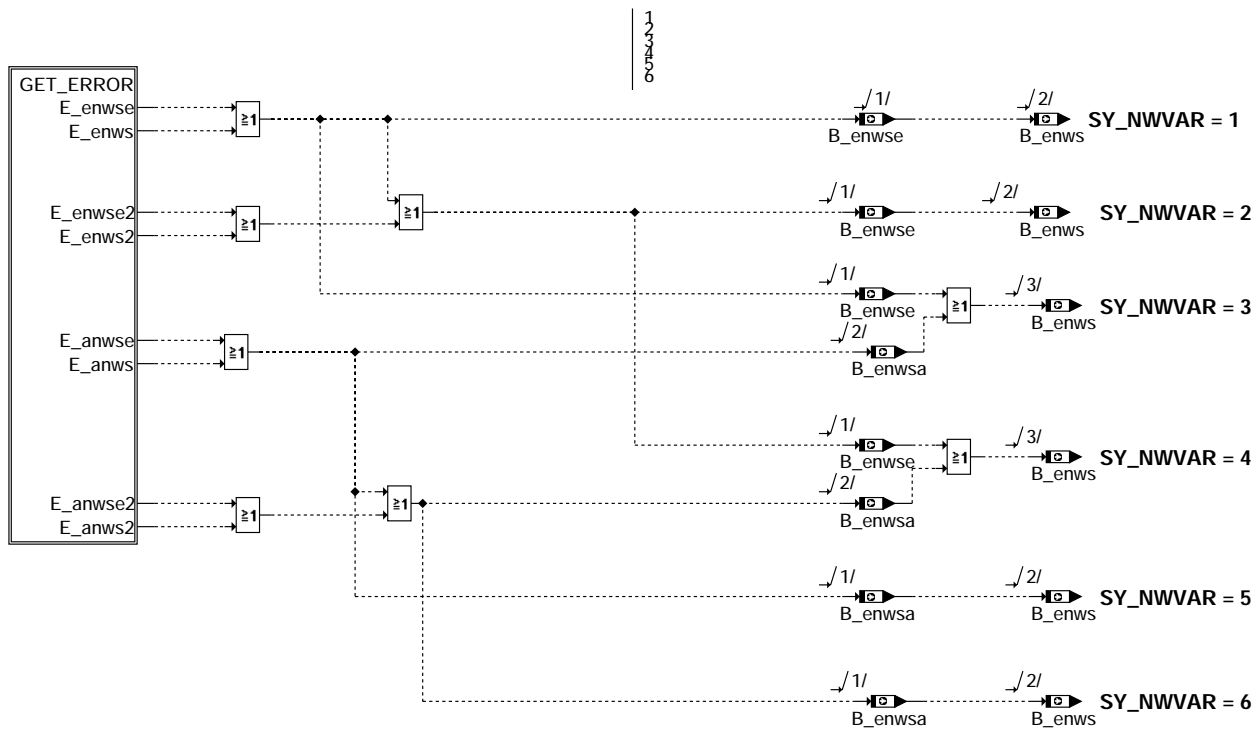 1
2
3
4
5
6
GET_ERROR
E_enwse
E_enws
≥1
1/
B_enwse
2/
B_enws
SY_NWVAR = 1
E_enwse2
E_enws2
≥1
≥1
1/
B_enwse
2/
B_enws
SY_NWVAR = 2
1/
B_enwse
≥1
3/
B_enws
SY_NWVAR = 3
E_anwse
E_anws
≥1
2/
B_enwsa
1/
B_enwse
≥1
3/
B_enws
SY_NWVAR = 4
E_anwse2
E_anws2
≥1
≥1
2/
B_enwsa
1/
B_enwsa
2/
B_enws
SY_NWVAR = 5
1/
B_enwsa
2/
B_enws
SY_NWVAR = 6